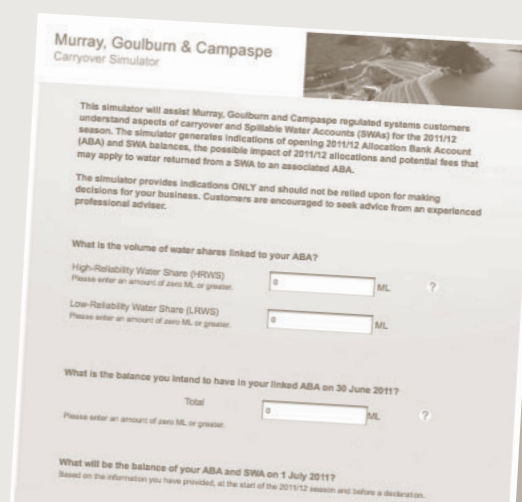 Murray, Goulburn & Campaspe
Carryover Simulator
This simulator will assist Murray, Goulburn and Campaspe regulated systems customers
understand aspects of carryover and Spillable Water Accounts (SWAs) for the 2011/12
season. The simulator generates indications of opening 2011/12 Allocation Bank Account
(ABA) and SWA balances, the possible impact of 2011/12 allocations and potential fees that
may apply to water returned from a SWA to an associated ABA.
The simulator provides indications ONLY and should not be relied upon for making
decisions for your business. Customers are encouraged to seek advice from an experienced
professional adviser.
What is the volume of water shares linked to your ABA?
High-Reliability Water Share (HRWS)
Please enter an amount of zero ML or greater.
0 ML ?
Low-Reliability Water Share (LRWS)
Please enter an amount of zero ML or greater.
0 ML
What is the balance you intend to have in your linked ABA on 30 June 2011?
Total 0 ML ?
Please enter an amount of zero ML or greater.
What will be the balance of your ABA and SWA on 1 July 2011?
Based on the information you have provided, at the start of the 2011/12 season and before a declaration.